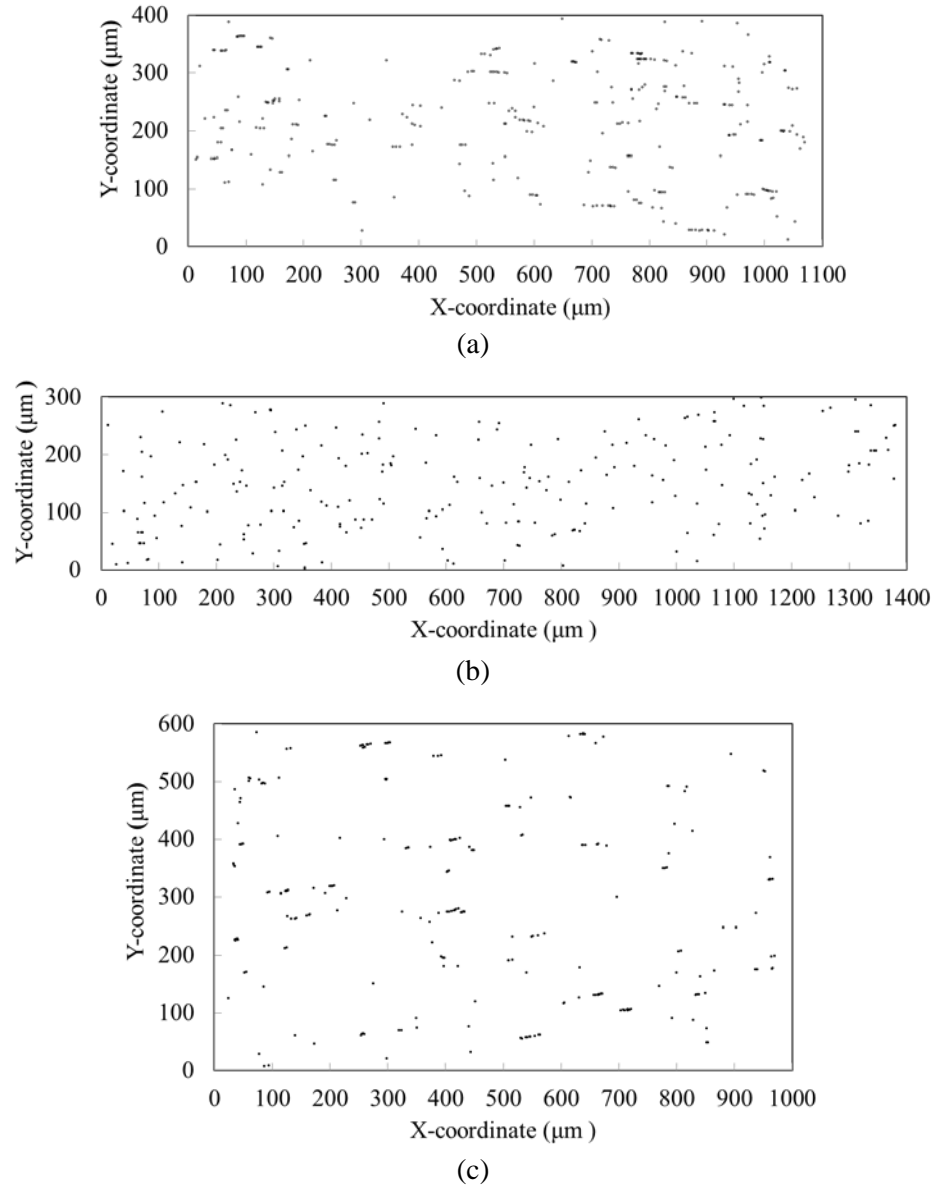 400
300
200
100
0
Y-coordinate (μm)
0 100 200 300 400 500 600 700 800 900 1000 1100
X-coordinate (μm)
(a)
300
200
100
0
Y-coordinate (μm )
0 100 200 300 400 500 600 700 800 900 1000 1100 1200 1300 1400
X-coordinate (μm )
(b)
600
500
400
300
200
100
0
Y-coordinate (μm)
0 100 200 300 400 500 600 700 800 900 1000
X-coordinate (μm )
(c)